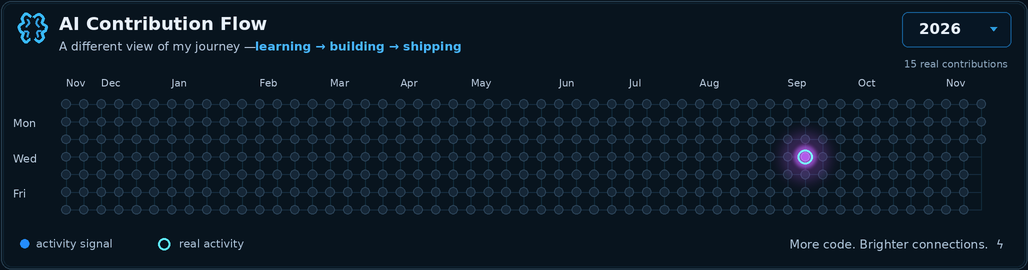 AI Contribution Flow
A different view of my journey —learning → building → shipping
2026
15 real contributions
Nov Dec Jan Feb Mar Apr May Jun Jul Aug Sep Oct Nov
Mon
Wed
Fri
activity signal
real activity
More code. Brighter connections. ϟ